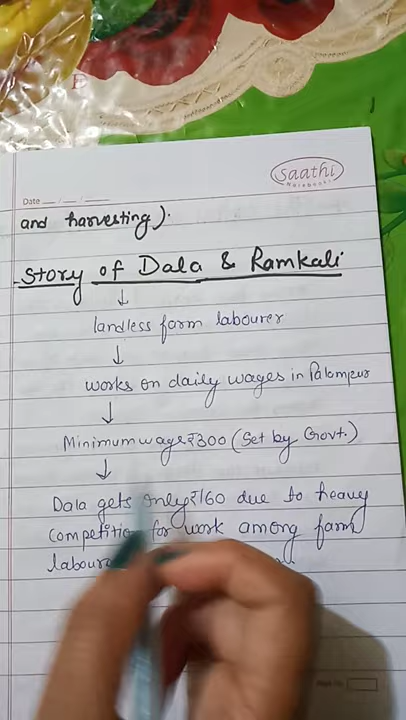 saathi
Notebooks
Date
and harvesting).
Story of Dala & Ramkali
↓
landless farm labourer
↓
works on daily wages in Palampur
↓
Minimum wage ₹300 (Set by Govt.)
↓
Dala gets only ₹160 due to heavy
competition for work among farm